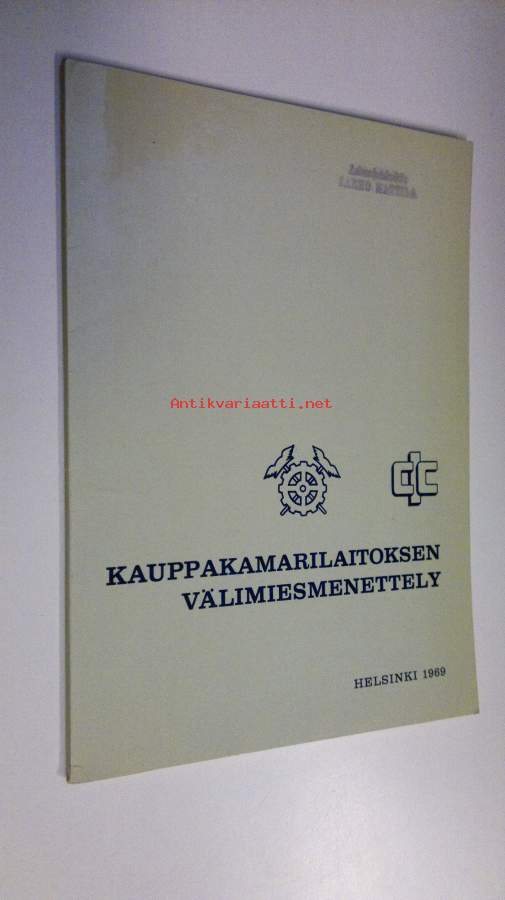 Antikvariaatti.net
KAUPPAKAMARILAITOKSEN
VÄLIMIESMENETTELY
HELSINKI 1969